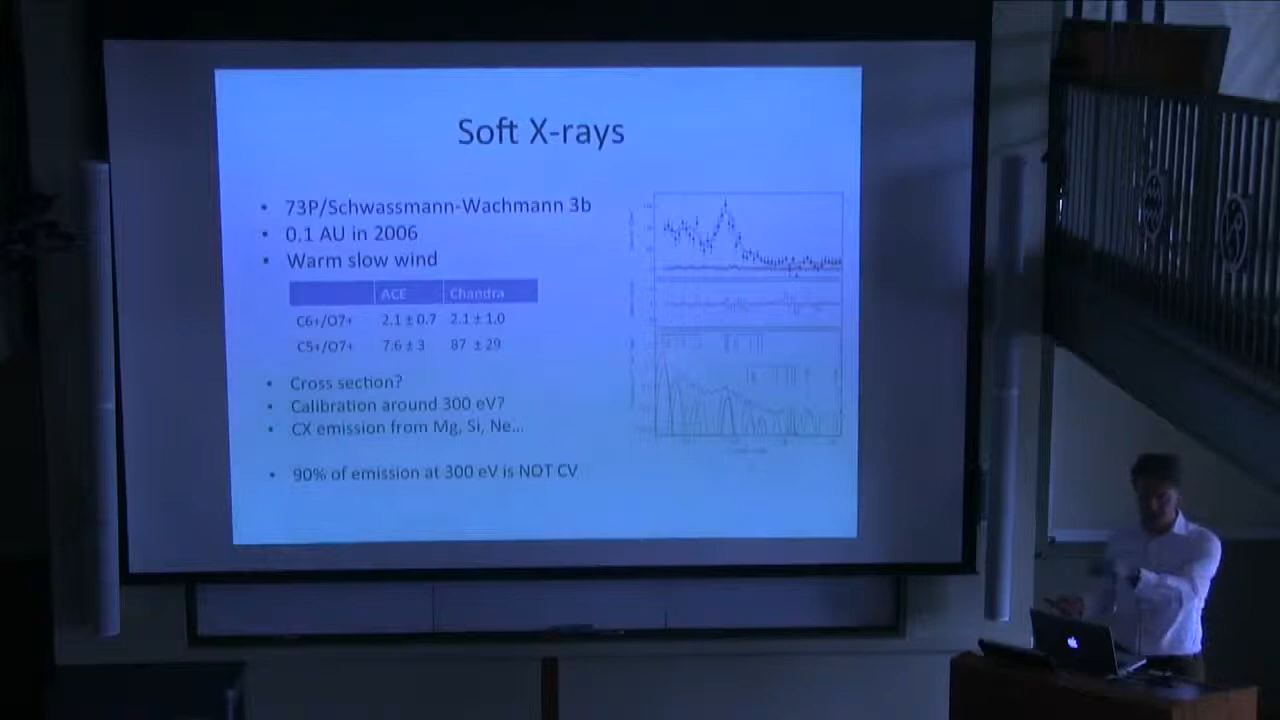 Soft X-rays
• 73P/Schwassmann-Wachmann 3b
• 0.1 AU in 2006
• Warm slow wind
ACE Chandra
C6+/O7+ 2.1 ± 0.7 2.1 ± 1.0
C5+/O7+ 7.6 ± 3 87 ± 29
• Cross section?
• Calibration around 300 eV?
• CX emission from Mg, Si, Ne...
• 90% of emission at 300 eV is NOT CV